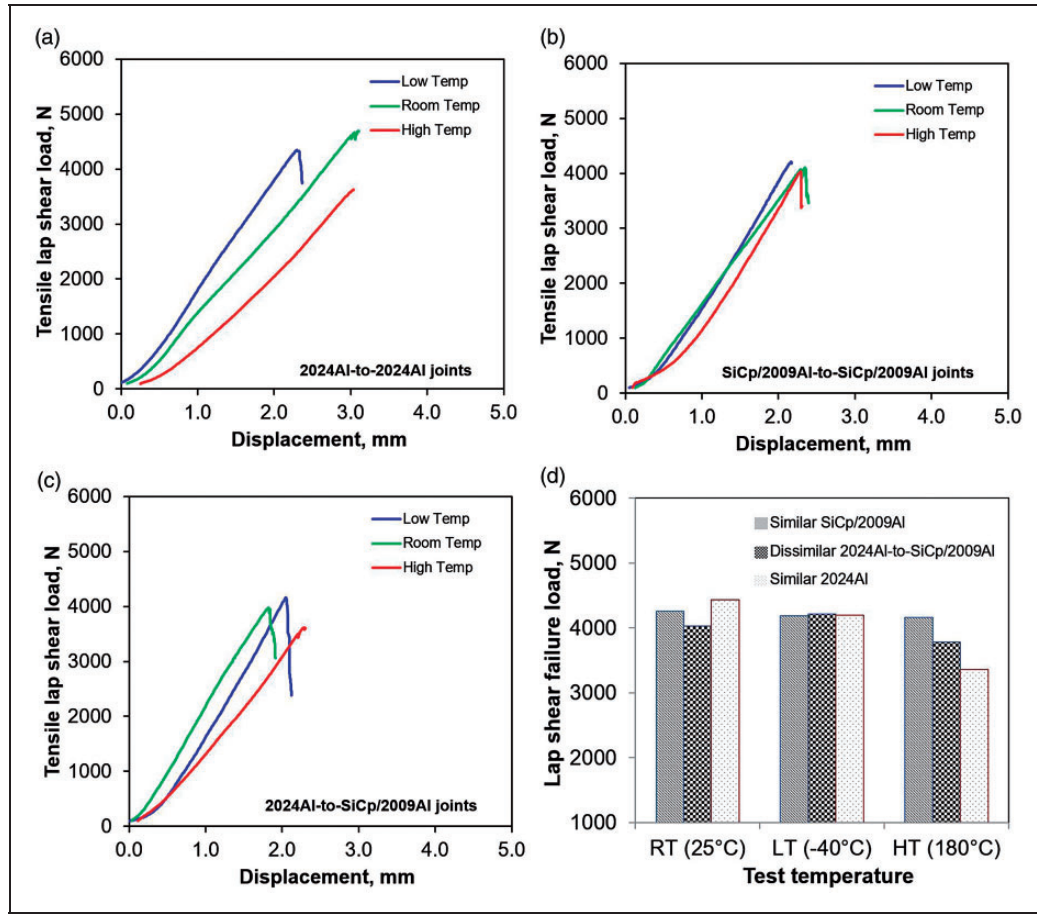 (a)
6000
5000
4000
3000
2000
1000
0
0.0 1.0 2.0 3.0 4.0 5.0
Tensile lap shear load, N
Displacement, mm
Low Temp
Room Temp
High Temp
2024Al-to-2024Al joints
(b)
6000
5000
4000
3000
2000
1000
0
0.0 1.0 2.0 3.0 4.0 5.0
Tensile lap shear load, N
Displacement, mm
Low Temp
Room Temp
High Temp
SiCp/2009Al-to-SiCp/2009Al joints
(c)
6000
5000
4000
3000
2000
1000
0
0.0 1.0 2.0 3.0 4.0 5.0
Tensile lap shear load, N
Displacement, mm
Low Temp
Room Temp
High Temp
2024Al-to-SiCp/2009Al joints
(d)
6000
5000
4000
3000
2000
1000
Lap shear failure load, N
Similar SiCp/2009Al
Dissimilar 2024Al-to-SiCp/2009Al
Similar 2024Al
RT (25°C) LT (-40°C) HT (180°C)
Test temperature